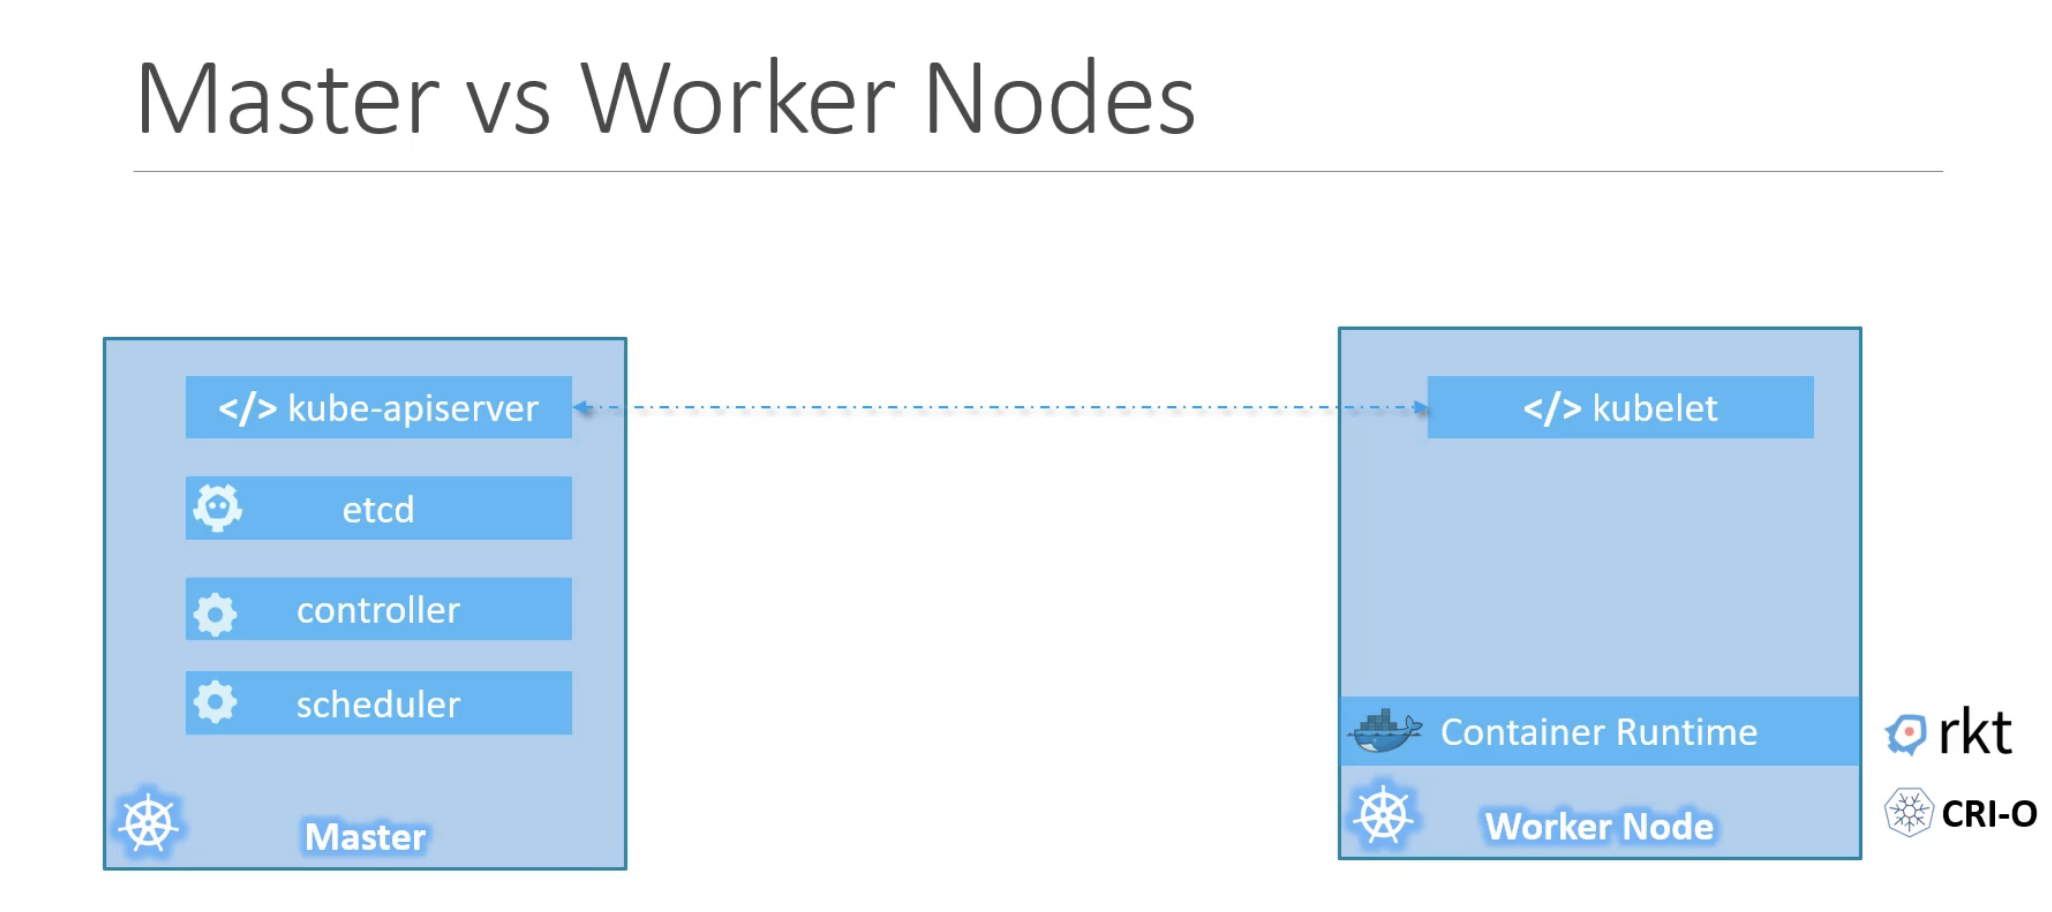 Master vs Worker Nodes
</> kube-apiserver
</> kubelet
etcd
controller
scheduler
Container Runtime
rkt
CRI-O
Master
Worker Node